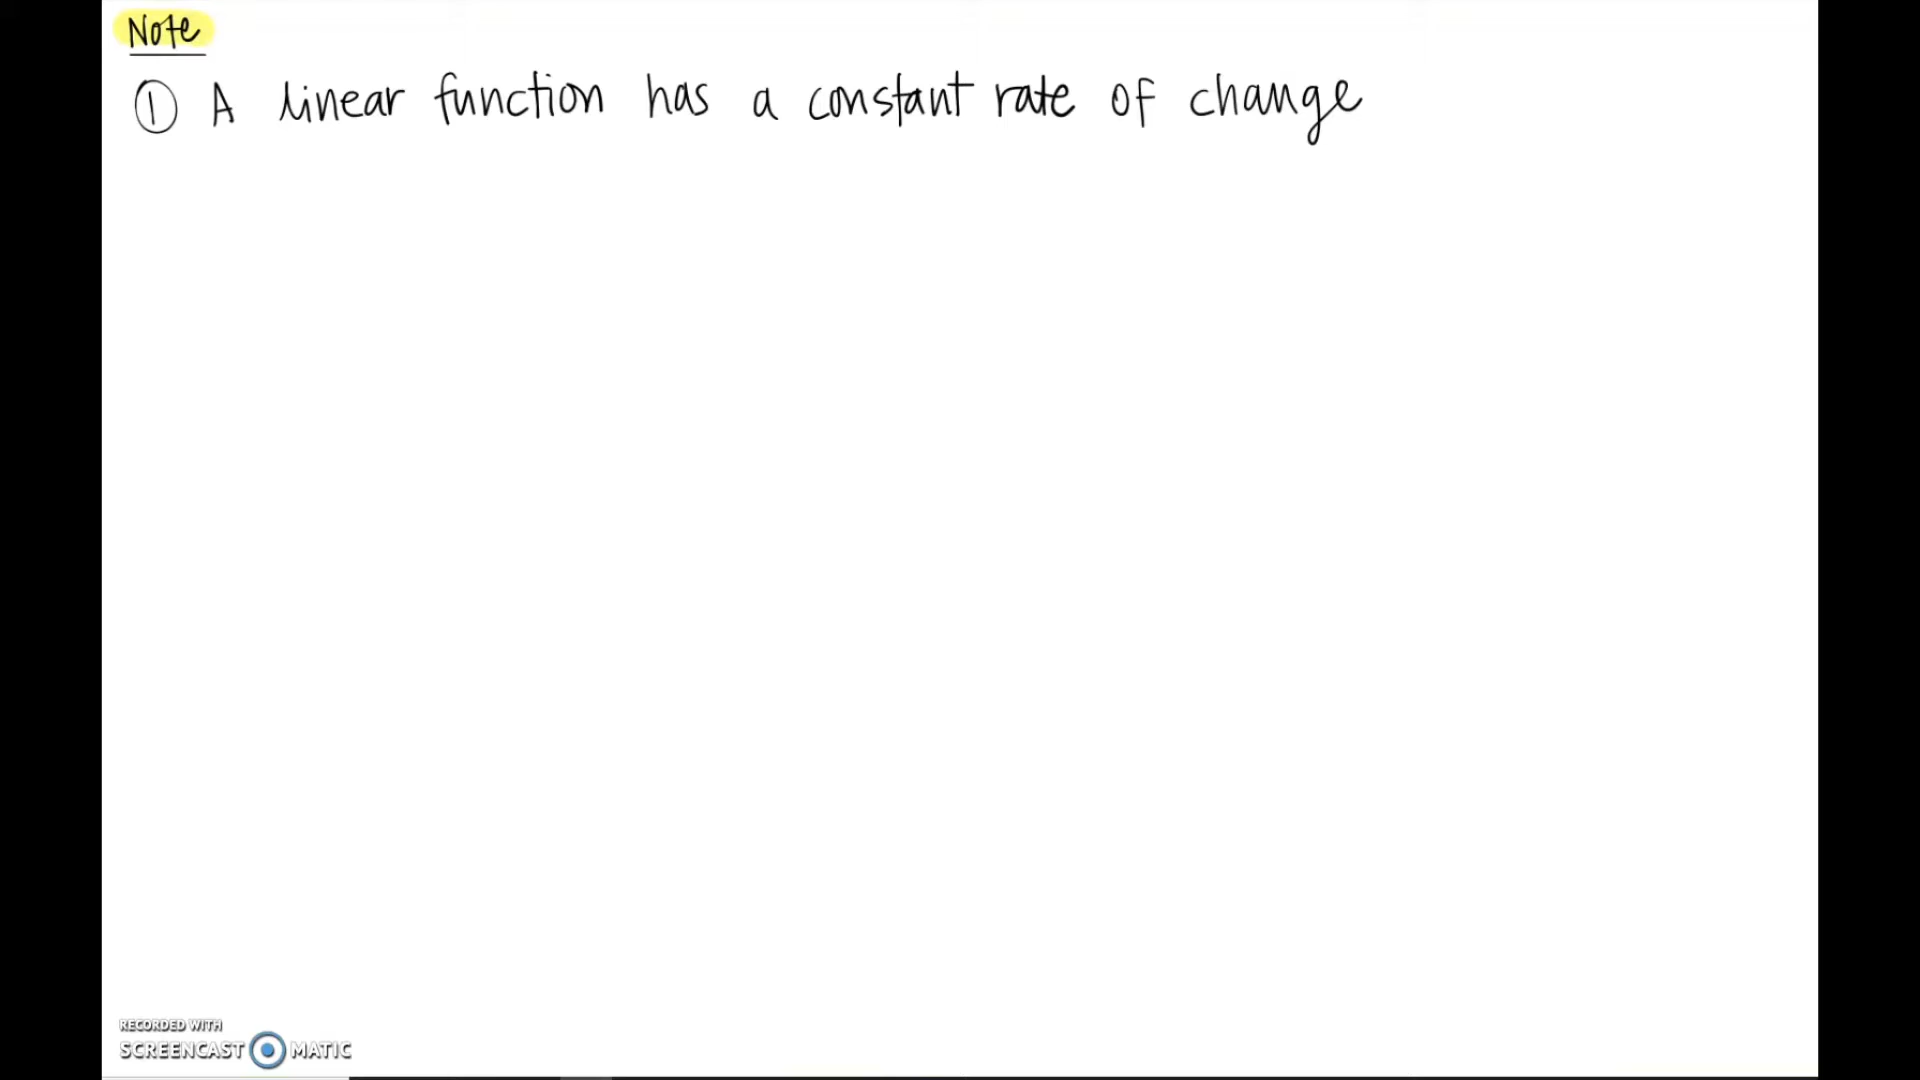 Note
① A linear function has a constant rate of change
RECORDED WITH
SCREENCAST MATIC